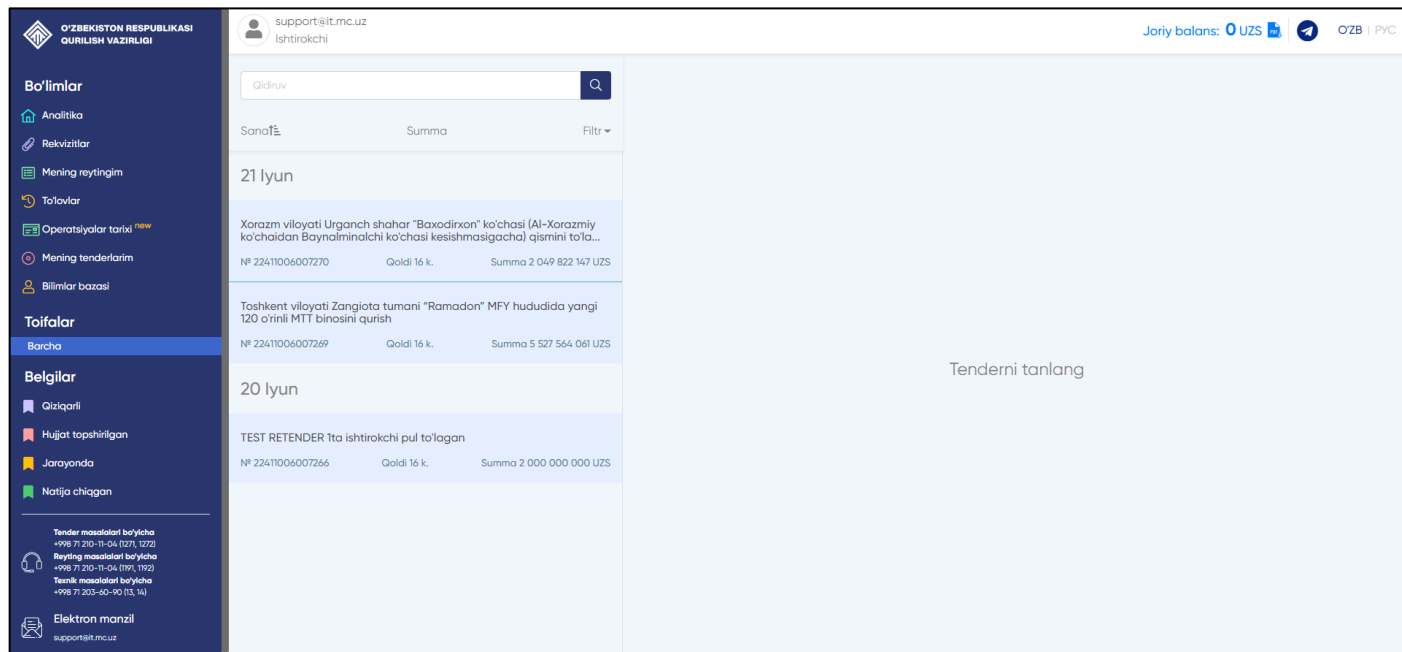 O'ZBEKISTON RESPUBLIKASI
QURILISH VAZIRLIGI
support@it.mc.uz
Ishtirokchi
Joriy balans: 0 UZS
O'ZB | РУС
Bo'limlar
Analitika
Rekvizitlar
Mening reytingim
To'lovlar
Operatsiyalar tarixi new
Mening tenderlarim
Bilimlar bazasi
Toifalar
Barcha
Belgilar
Qiziqarli
Hujjat topshirilgan
Jarayonda
Natija chiqgan
Tender masalalari bo'yicha
+998 71 210-11-04 (1271, 1272)
Reyting masalalari bo'yicha
+998 71 210-11-04 (1191, 1192)
Texnik masalalari bo'yicha
+998 71 203-60-90 (13, 14)
Elektron manzil
support@it.mc.uz
Qidiruv
Sana Summa Filtr
21 Iyun
Xorazm viloyati Urganch shahar "Baxodirxon" ko'chasi (Al-Xorazmiy
ko'chaidan Baynalminalchi ko'chasi kesishmasigacha) qismini to'la...
№ 22411006007270 Qoldi 16 k. Summa 2 049 822 147 UZS
Toshkent viloyati Zangiota tumani "Ramadon" MFY hududida yangi
120 o'rinli MTT binosini qurish
№ 22411006007269 Qoldi 16 k. Summa 5 527 564 061 UZS
20 Iyun
TEST RETENDER 1ta ishtirokchi pul to'lagan
№ 22411006007266 Qoldi 16 k. Summa 2 000 000 000 UZS
Tenderni tanlang